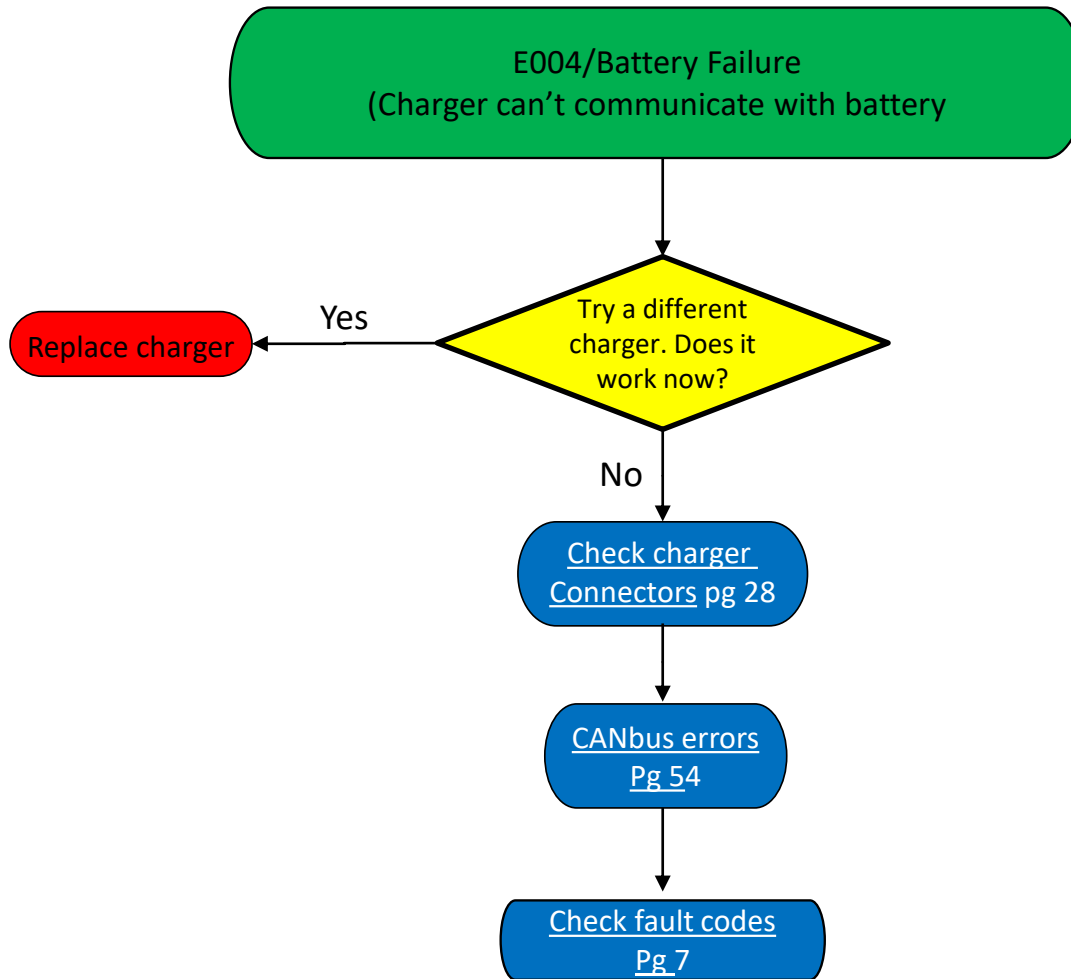 E004/Battery Failure
(Charger can’t communicate with battery
Try a different
charger. Does it
work now?
Yes
Replace charger
No
Check charger
Connectors pg 28
CANbus errors
Pg 54
Check fault codes
Pg 7